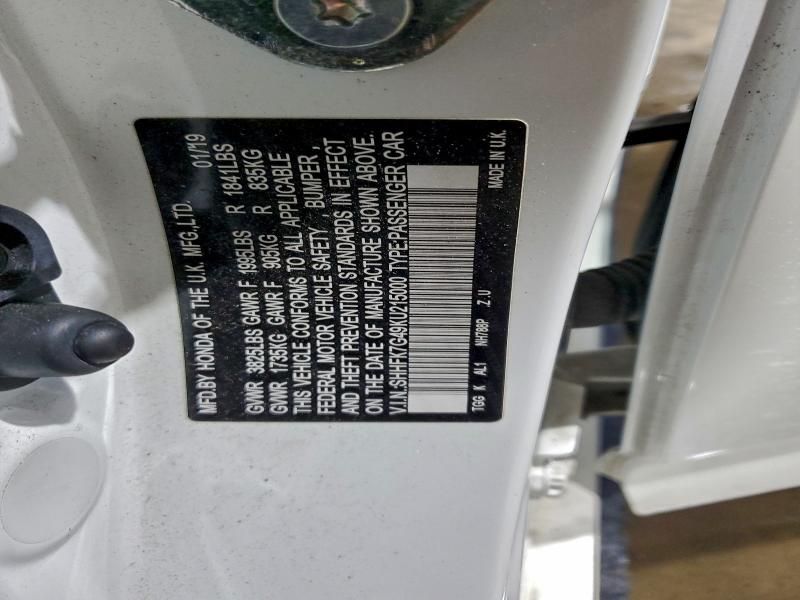 MFD.BY HONDA OF THE U.K. MFG.,LTD. 01/19
GVWR 3825LBS GAWR F 1995LBS R 1841LBS
GVWR 1735KG GAWR F 905KG R 835KG
THIS VEHICLE CONFORMS TO ALL APPLICABLE
FEDERAL MOTOR VEHICLE SAFETY , BUMPER ,
AND THEFT PREVENTION STANDARDS IN EFFECT
ON THE DATE OF MANUFACTURE SHOWN ABOVE.
V.I.N.:SHHFK7G49KU215000 TYPE:PASSENGER CAR
TGG K AL1 NH788P Z U MADE IN U.K.